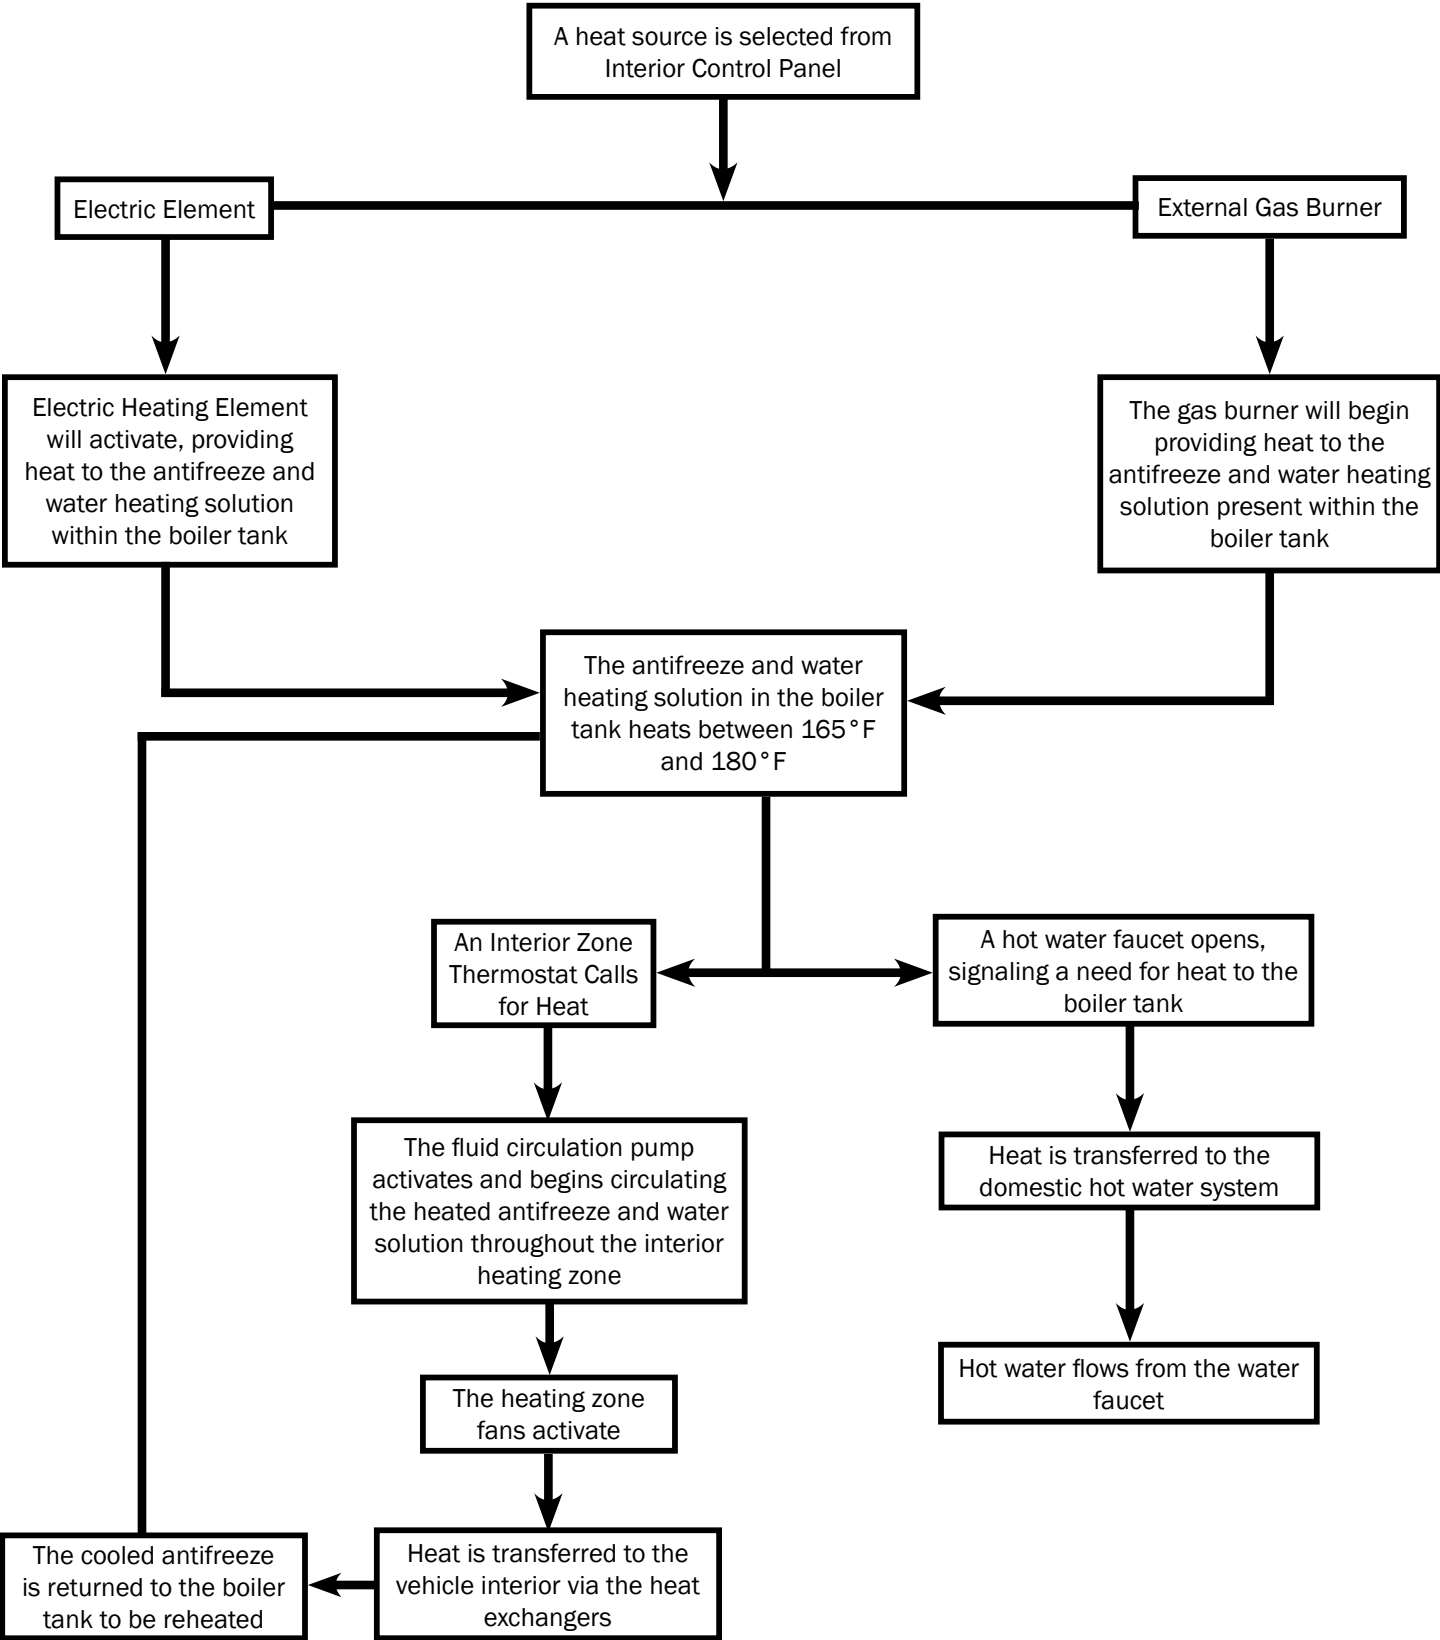 A heat source is selected from
Interior Control Panel
Electric Element
External Gas Burner
Electric Heating Element
will activate, providing
heat to the antifreeze and
water heating solution
within the boiler tank
The gas burner will begin
providing heat to the
antifreeze and water heating
solution present within the
boiler tank
The antifreeze and water
heating solution in the boiler
tank heats between 165°F
and 180°F
An Interior Zone
Thermostat Calls
for Heat
A hot water faucet opens,
signaling a need for heat to the
boiler tank
The fluid circulation pump
activates and begins circulating
the heated antifreeze and water
solution throughout the interior
heating zone
Heat is transferred to the
domestic hot water system
The heating zone
fans activate
Hot water flows from the water
faucet
The cooled antifreeze
is returned to the boiler
tank to be reheated
Heat is transferred to the
vehicle interior via the heat
exchangers